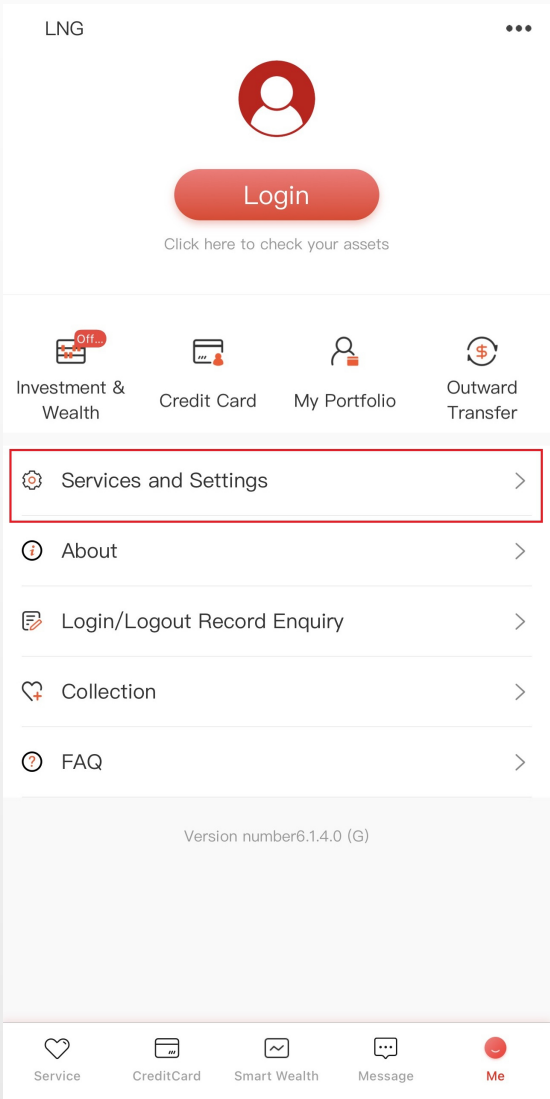 LNG
Login
Click here to check your assets
Off...
Investment &
Wealth
Credit Card
My Portfolio
Outward
Transfer
Services and Settings
About
Login/Logout Record Enquiry
Collection
FAQ
Version number6.1.4.0 (G)
Service
CreditCard
Smart Wealth
Message
Me